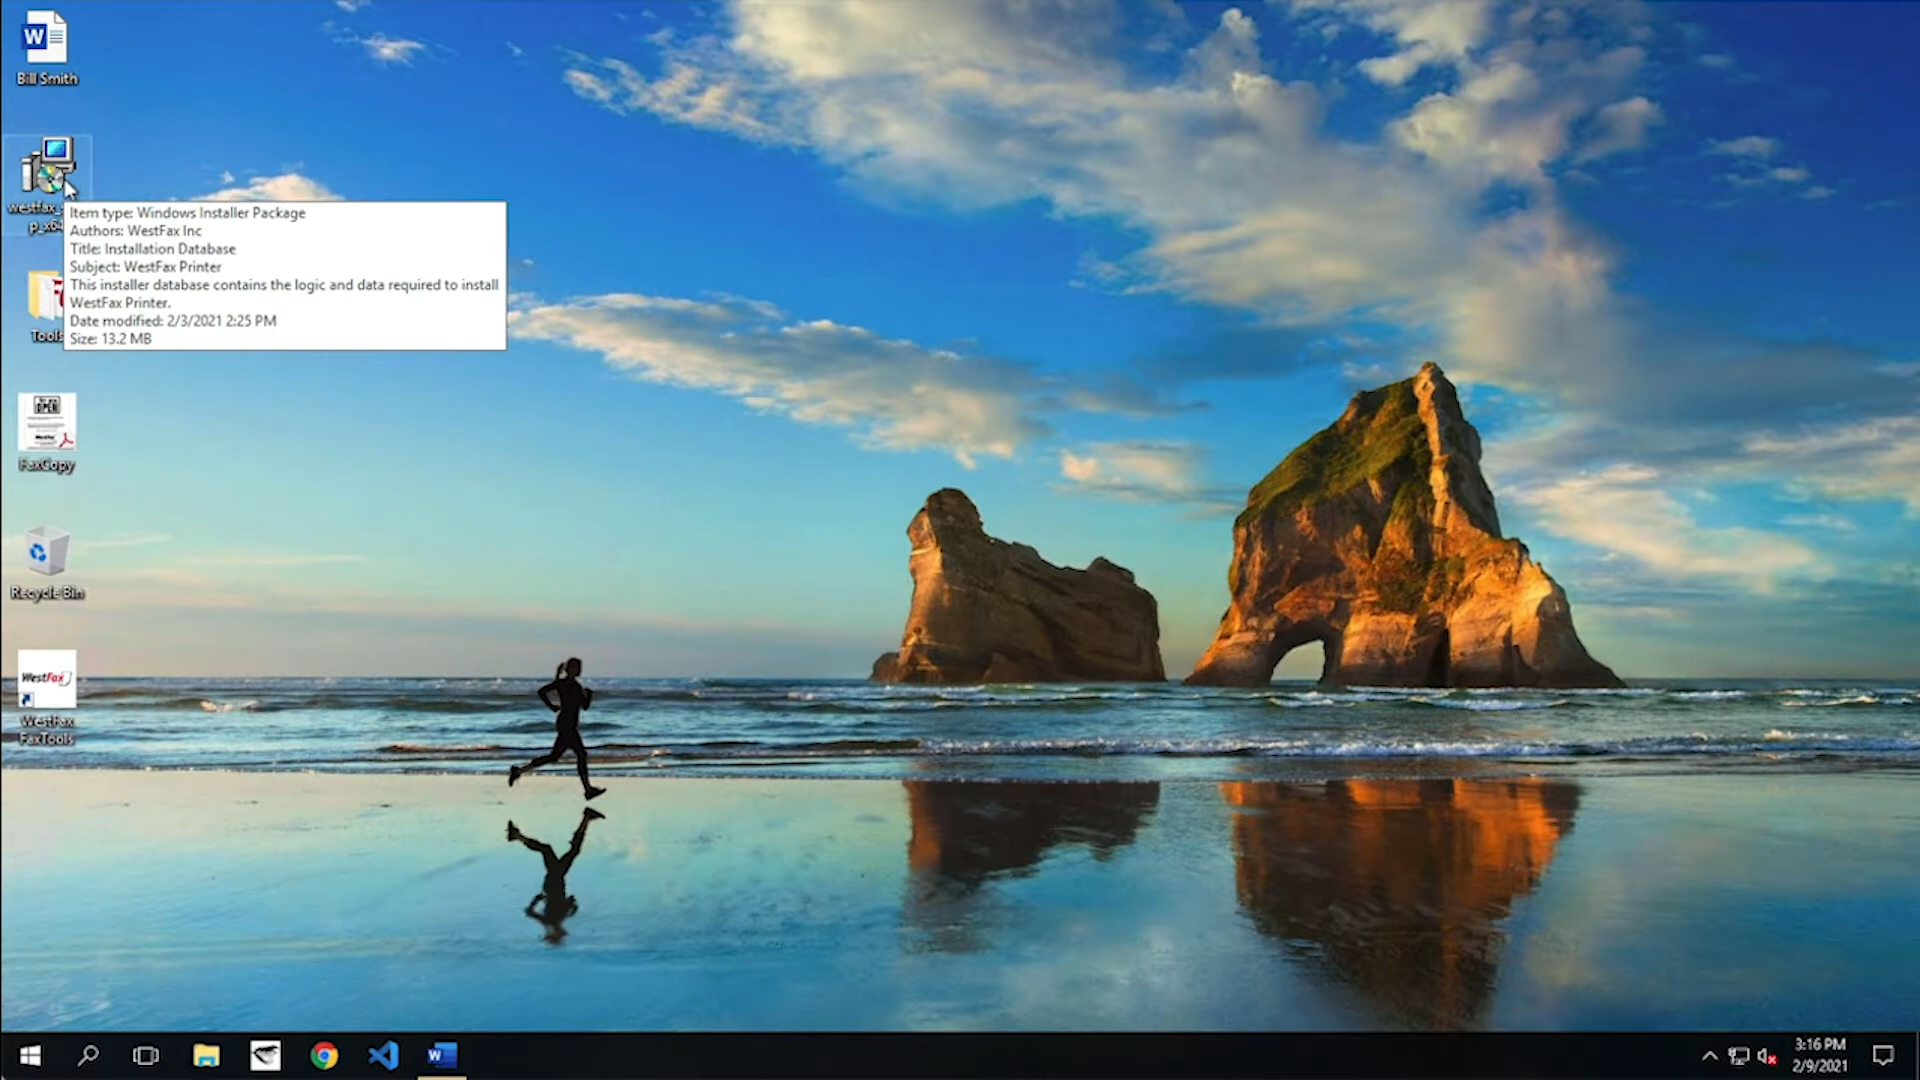 W
Bill Smith
westfax_
p_x64
Item type: Windows Installer Package
Authors: WestFax Inc
Title: Installation Database
Subject: WestFax Printer
This installer database contains the logic and data required to install
WestFax Printer.
Date modified: 2/3/2021 2:25 PM
Size: 13.2 MB
Tools
OPEN
WestFax
FaxCopy
Recycle Bin
WestFax
WestFax
FaxTools
W
3:16 PM
2/9/2021